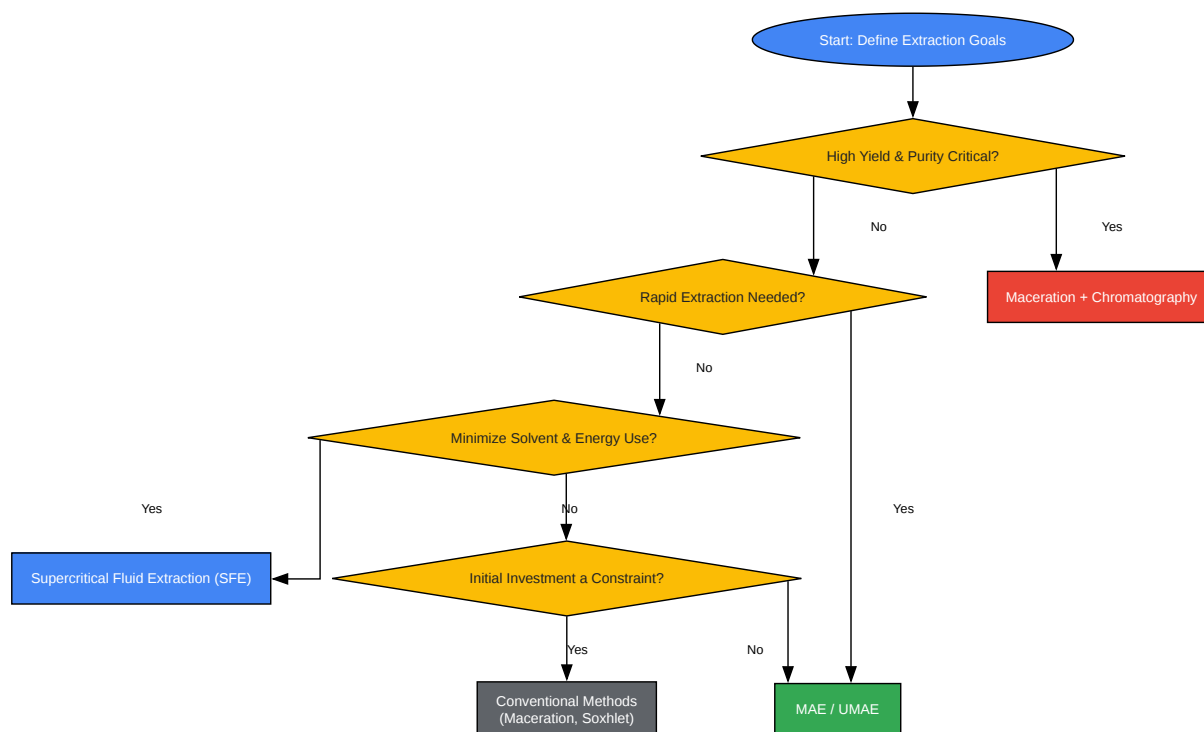 Start: Define Extraction Goals
High Yield & Purity Critical?
No
Yes
Rapid Extraction Needed?
Maceration + Chromatography
No
Minimize Solvent & Energy Use?
Yes
No
Yes
Supercritical Fluid Extraction (SFE)
Initial Investment a Constraint?
Yes
No
Conventional Methods
(Maceration, Soxhlet)
MAE / UMAE